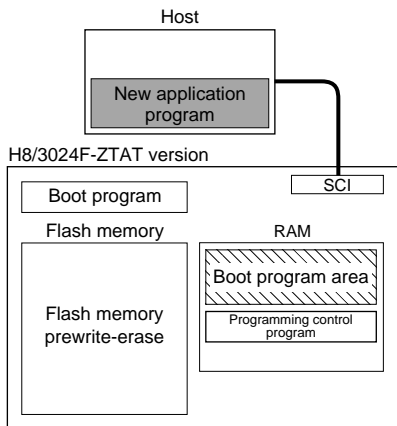 Host
New application
program
H8/3024F-ZTAT version
SCI
Boot program
Flash memory
RAM
Boot program area
Flash memory
prewrite-erase
Programming control
program